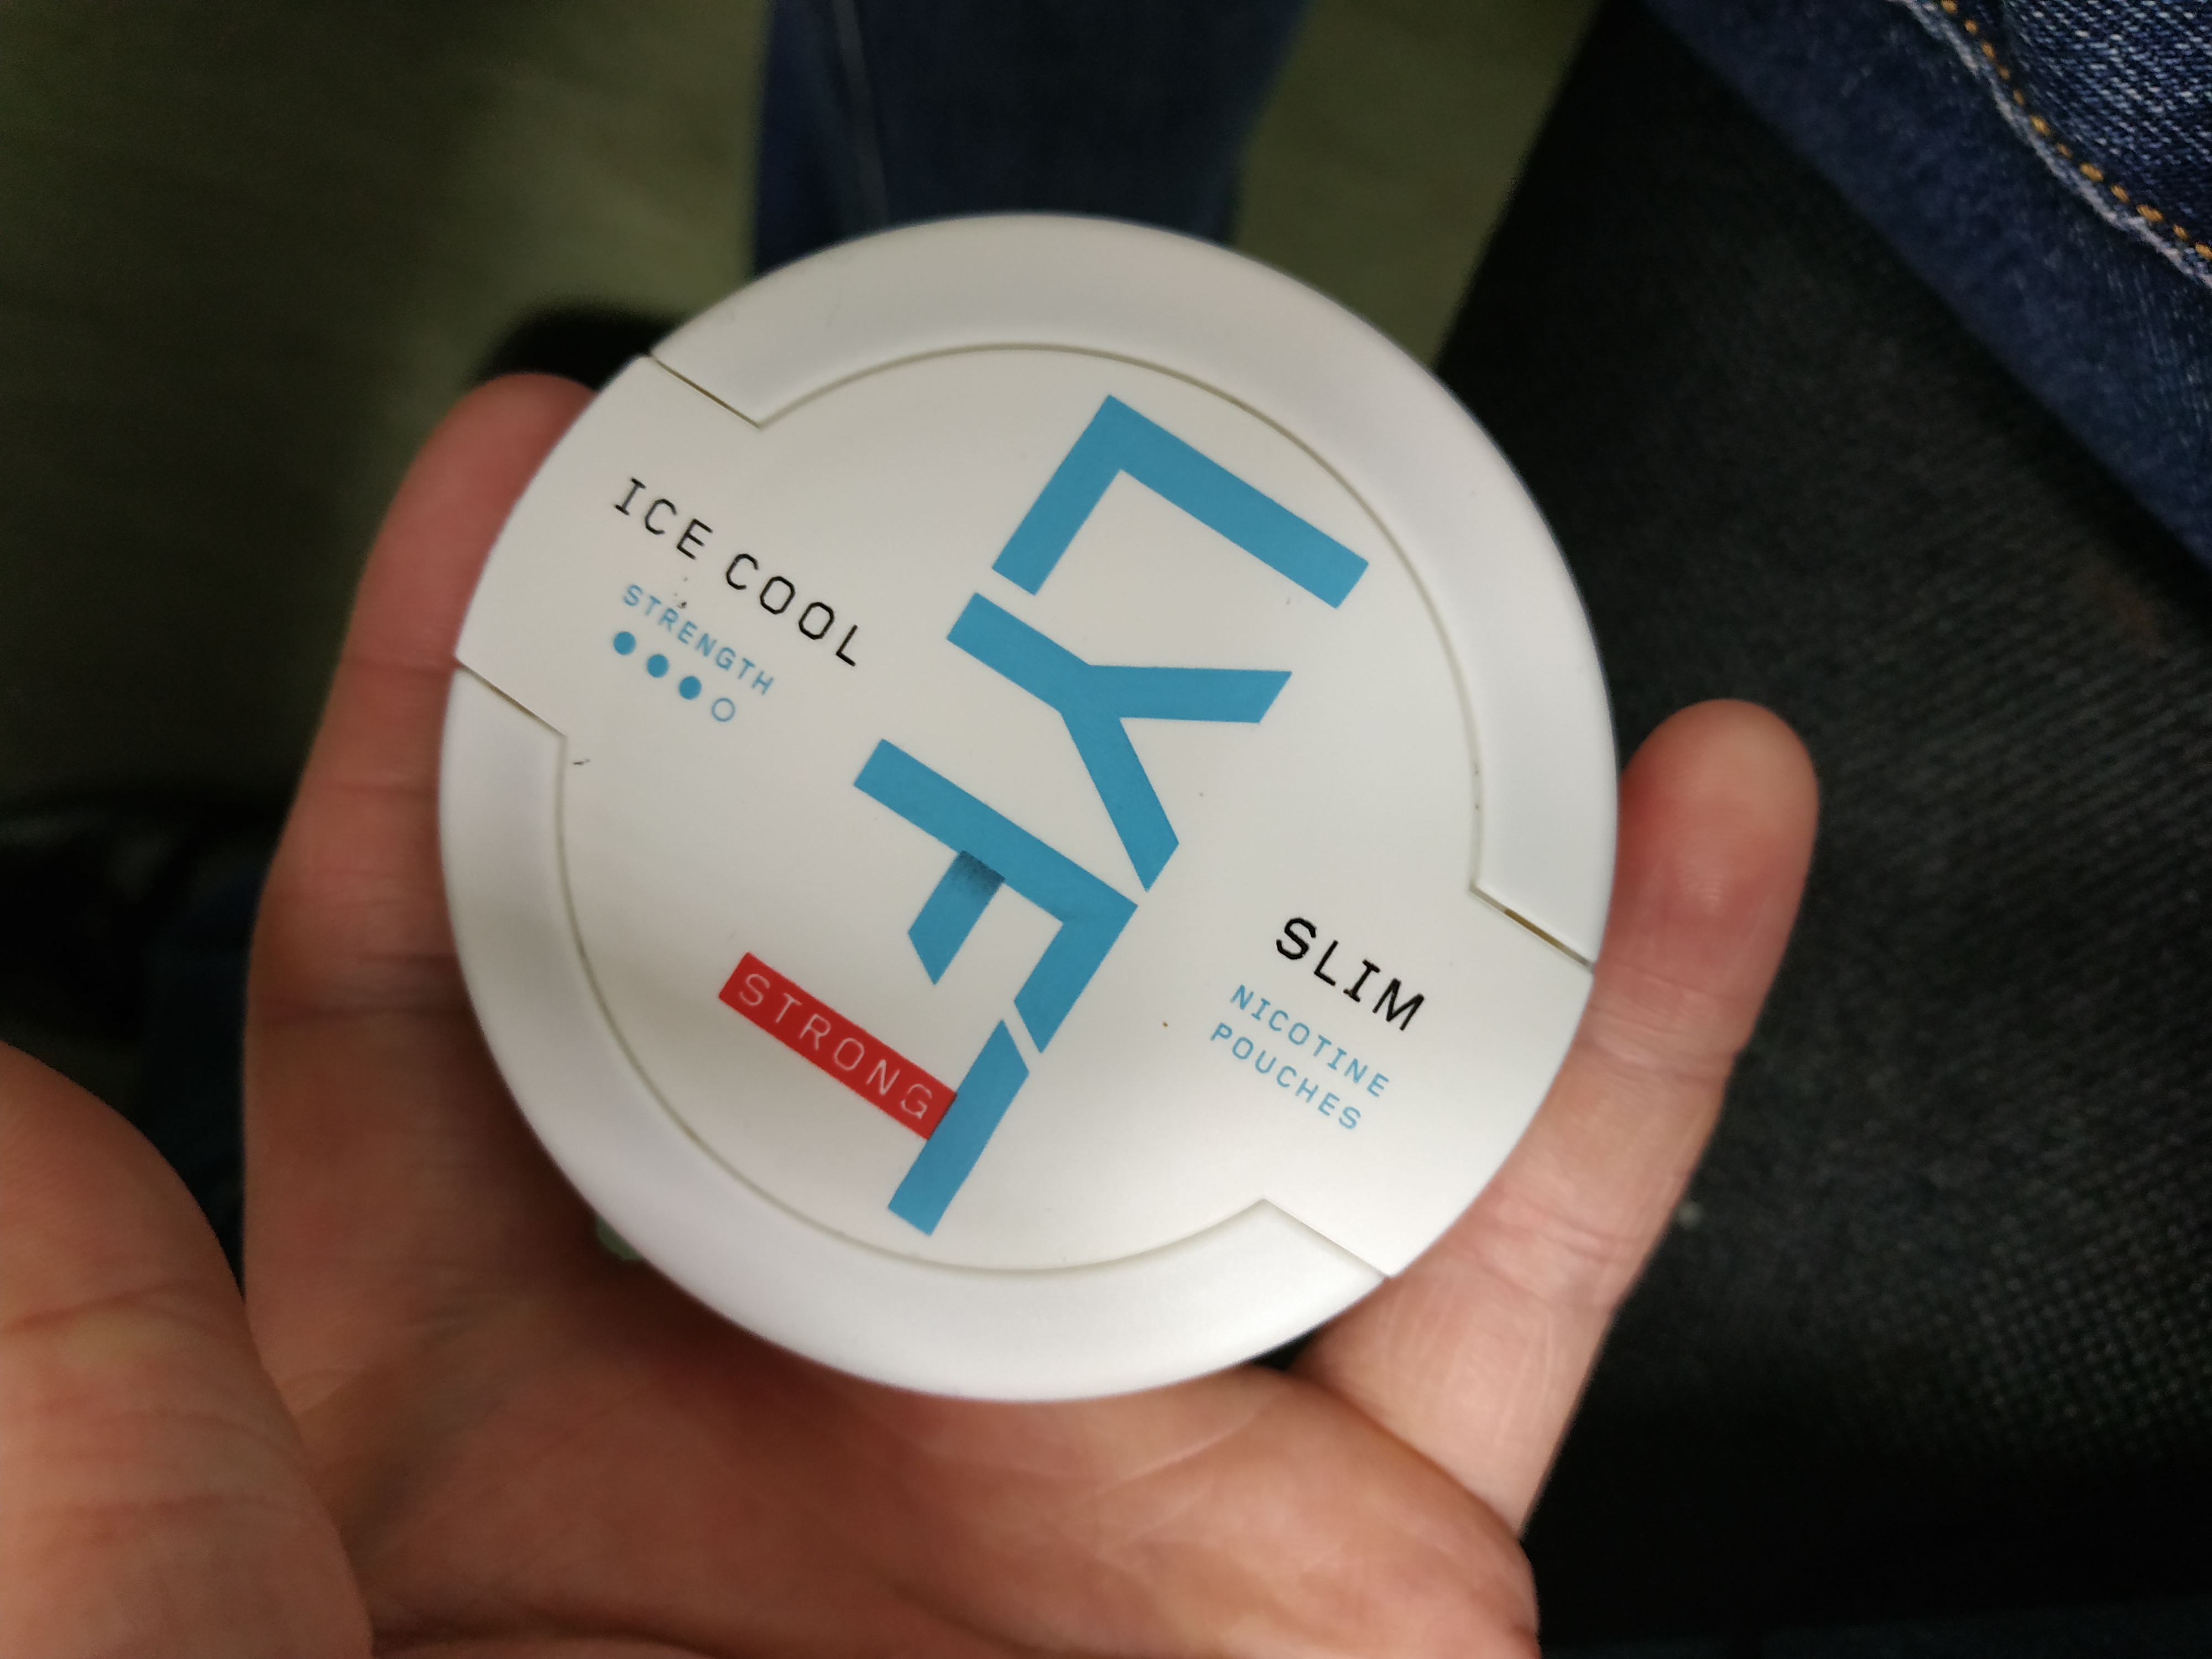 ICE COOL
STRENGTH
LYFT
STRONG
SLIM
NICOTINE
POUCHES